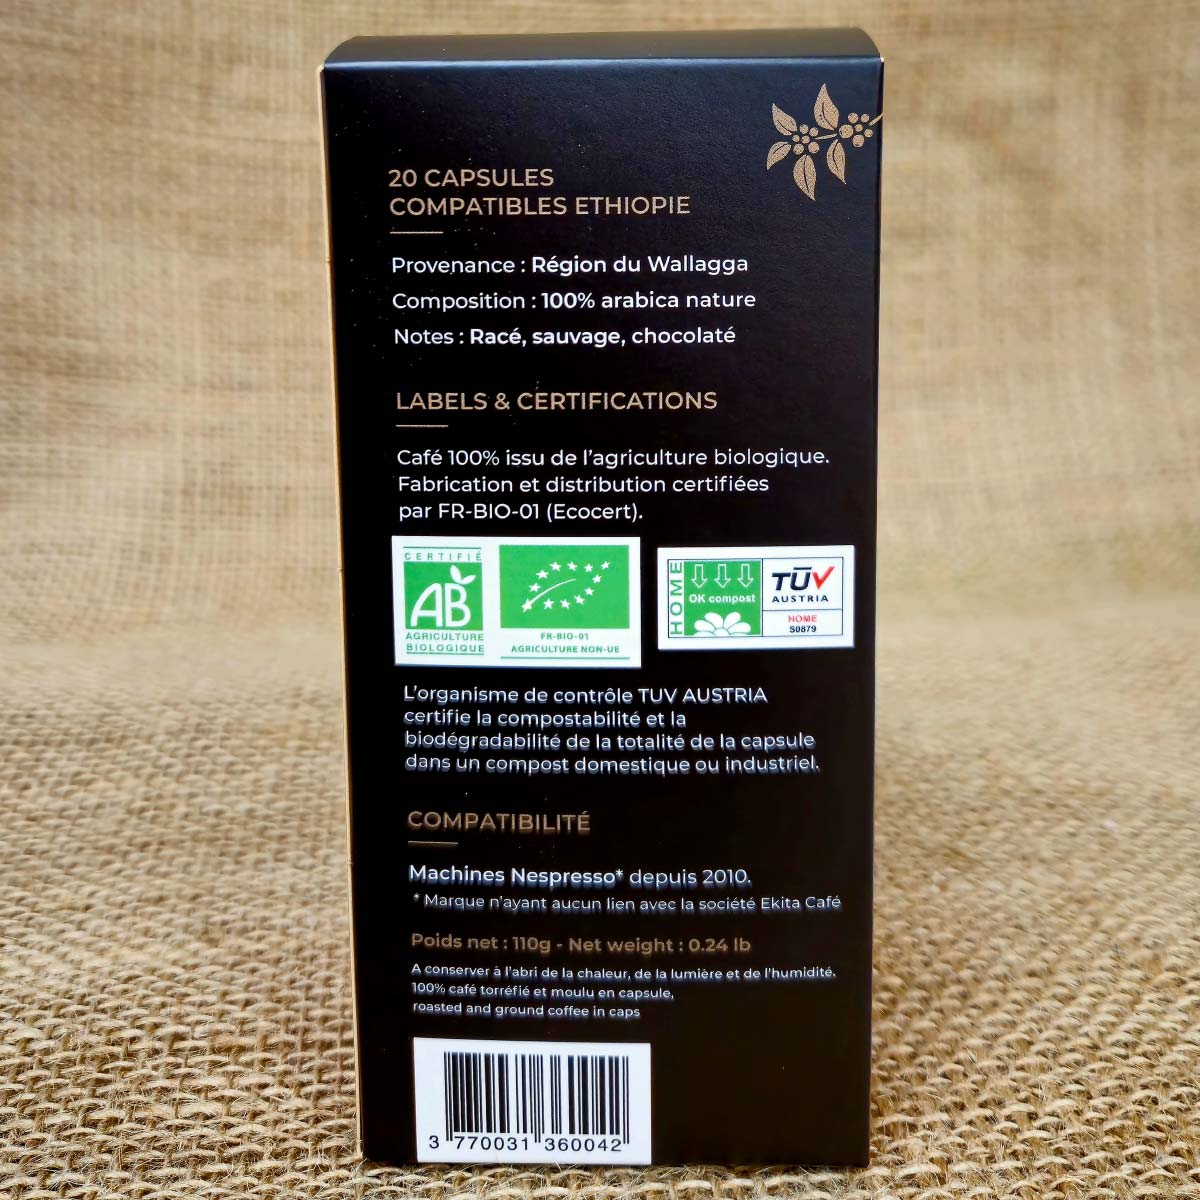 20 CAPSULES
COMPATIBLES ETHIOPIE
Provenance : Région du Wallagga
Composition : 100% arabica nature
Notes : Racé, sauvage, chocolaté
LABELS & CERTIFICATIONS
Café 100% issu de l'agriculture biologique.
Fabrication et distribution certifiées
par FR-BIO-01 (Ecocert).
CERTIFIÉ
AB
AGRICULTURE
BIOLOGIQUE
FR-BIO-01
AGRICULTURE NON-UE
HOME
OK compost
TÜV
AUSTRIA
HOME
S0879
L'organisme de contrôle TUV AUSTRIA
certifie la compostabilité et la
biodégradabilité de la totalité de la capsule
dans un compost domestique ou industriel.
COMPATIBILITÉ
Machines Nespresso* depuis 2010.
* Marque n'ayant aucun lien avec la société Ekita Café
Poids net : 110g - Net weight : 0.24 lb
A conserver à l'abri de la chaleur, de la lumière et de l'humidité.
100% café torréfié et moulu en capsule,
roasted and ground coffee in caps
3 770031 360042